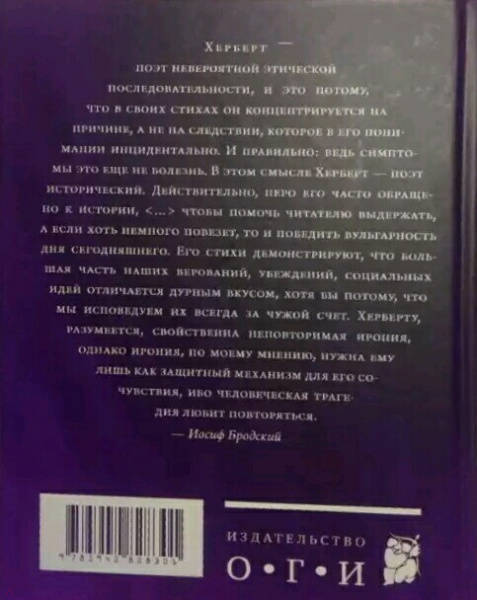 Херберт —
поэт невероятной этической
последовательности, и это потому,
что в своих стихах он концентрируется на
причине, а не на следствии, которое в его пони-
мании инцидентально. И правильно: ведь симпто-
мы это еще не болезнь. В этом смысле Херберт — поэт
исторический. Действительно, перо его часто обраще-
но к истории, <...> чтобы помочь читателю выдержать,
а если хоть немного повезет, то и победить вульгарность
дня сегодняшнего. Его стихи демонстрируют, что боль-
шая часть наших верований, убеждений, социальных
идей отличается дурным вкусом, хотя бы потому, что
мы исповедуем их всегда за чужой счет. Херберту,
разумеется, свойственна неповторимая ирония,
однако ирония, по моему мнению, нужна ему
лишь как защитный механизм для его со-
чувствия, ибо человеческая траге-
дия любит повторяться.
— Иосиф Бродский
ИЗДАТЕЛЬСТВО
О•Г•И